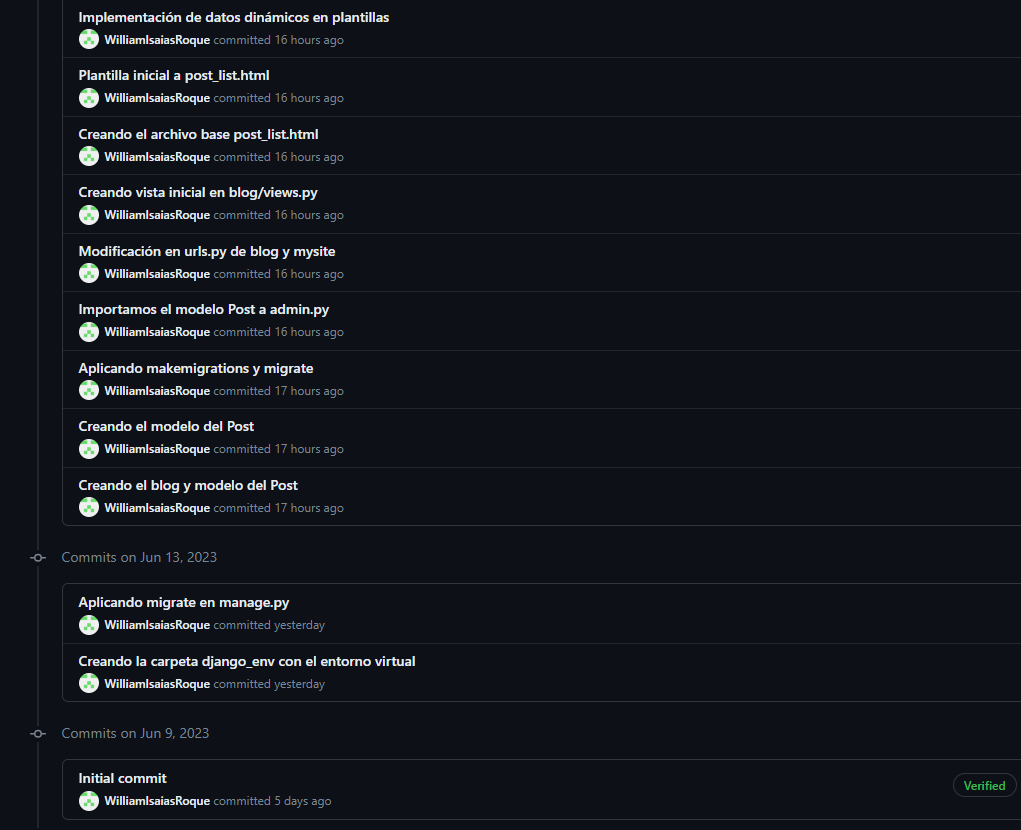 Implementación de datos dinámicos en plantillas
WilliamIsaiasRoque committed 16 hours ago
Plantilla inicial a post_list.html
WilliamIsaiasRoque committed 16 hours ago
Creando el archivo base post_list.html
WilliamIsaiasRoque committed 16 hours ago
Creando vista inicial en blog/views.py
WilliamIsaiasRoque committed 16 hours ago
Modificación en urls.py de blog y mysite
WilliamIsaiasRoque committed 16 hours ago
Importamos el modelo Post a admin.py
WilliamIsaiasRoque committed 16 hours ago
Aplicando makemigrations y migrate
WilliamIsaiasRoque committed 17 hours ago
Creando el modelo del Post
WilliamIsaiasRoque committed 17 hours ago
Creando el blog y modelo del Post
WilliamIsaiasRoque committed 17 hours ago
Commits on Jun 13, 2023
Aplicando migrate en manage.py
WilliamIsaiasRoque committed yesterday
Creando la carpeta django_env con el entorno virtual
WilliamIsaiasRoque committed yesterday
Commits on Jun 9, 2023
Initial commit
WilliamIsaiasRoque committed 5 days ago
Verified